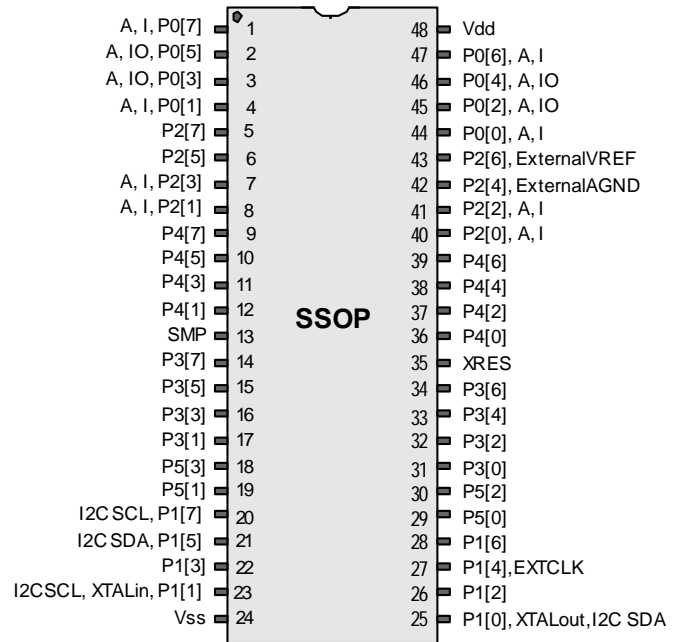 A, I, P0[7] 1 48 Vdd
A, IO, P0[5] 2 47 P0[6], A, I
A, IO, P0[3] 3 46 P0[4], A, IO
A, I, P0[1] 4 45 P0[2], A, IO
P2[7] 5 44 P0[0], A, I
P2[5] 6 43 P2[6], ExternalVREF
A, I, P2[3] 7 42 P2[4], ExternalAGND
A, I, P2[1] 8 41 P2[2], A, I
P4[7] 9 40 P2[0], A, I
P4[5] 10 39 P4[6]
P4[3] 11 38 P4[4]
P4[1] 12 SSOP 37 P4[2]
SMP 13 36 P4[0]
P3[7] 14 35 XRES
P3[5] 15 34 P3[6]
P3[3] 16 33 P3[4]
P3[1] 17 32 P3[2]
P5[3] 18 31 P3[0]
P5[1] 19 30 P5[2]
I2C SCL, P1[7] 20 29 P5[0]
I2C SDA, P1[5] 21 28 P1[6]
P1[3] 22 27 P1[4], EXTCLK
I2CSCL, XTALin, P1[1] 23 26 P1[2]
Vss 24 25 P1[0], XTALout, I2C SDA